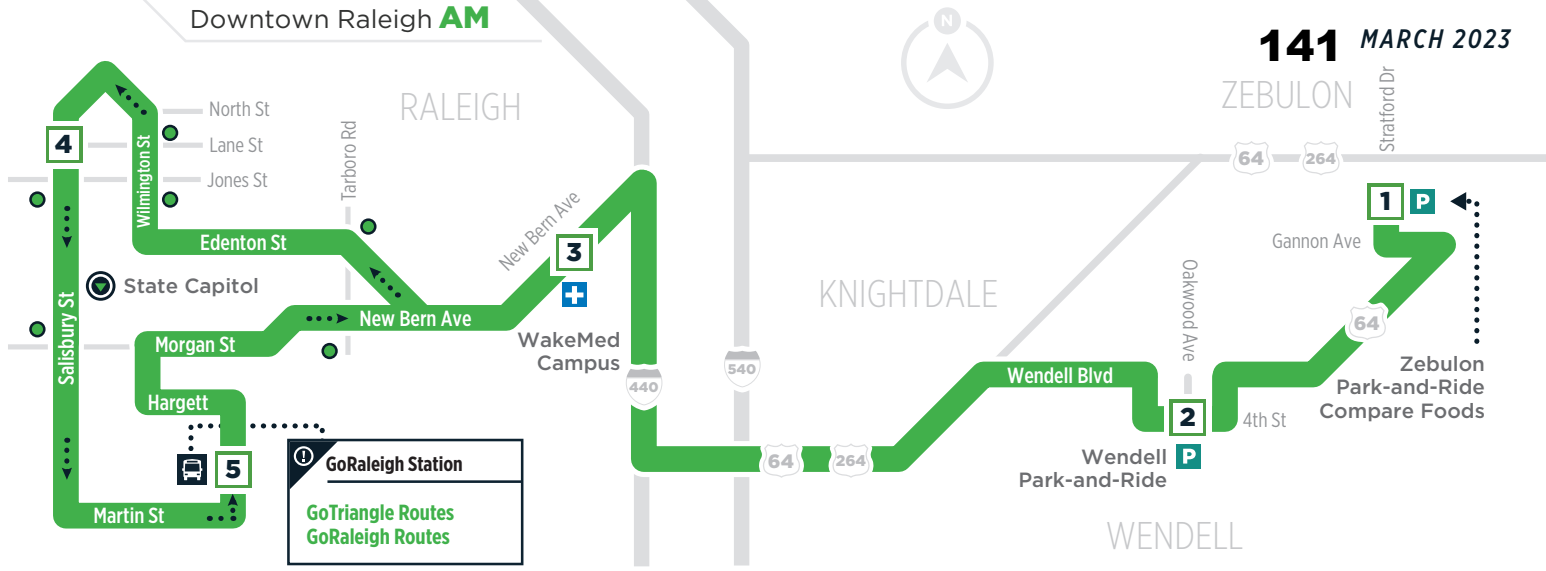 Downtown Raleigh AM
141 MARCH 2023
RALEIGH
ZEBULON
N
Stratford Dr
North St
Lane St
Jones St
4
Wilmington St
Tarboro Rd
64
264
1
P
Gannon Ave
New Bern Ave
3
Edenton St
State Capitol
Salisbury St
New Bern Ave
Morgan St
Hargett
WakeMed
Campus
440
540
KNIGHTDALE
Oakwood Ave
64
Wendell Blvd
2
4th St
P
Wendell
Park-and-Ride
Zebulon
Park-and-Ride
Compare Foods
64
264
5
!
GoRaleigh Station
GoTriangle Routes
GoRaleigh Routes
Martin St
WENDELL